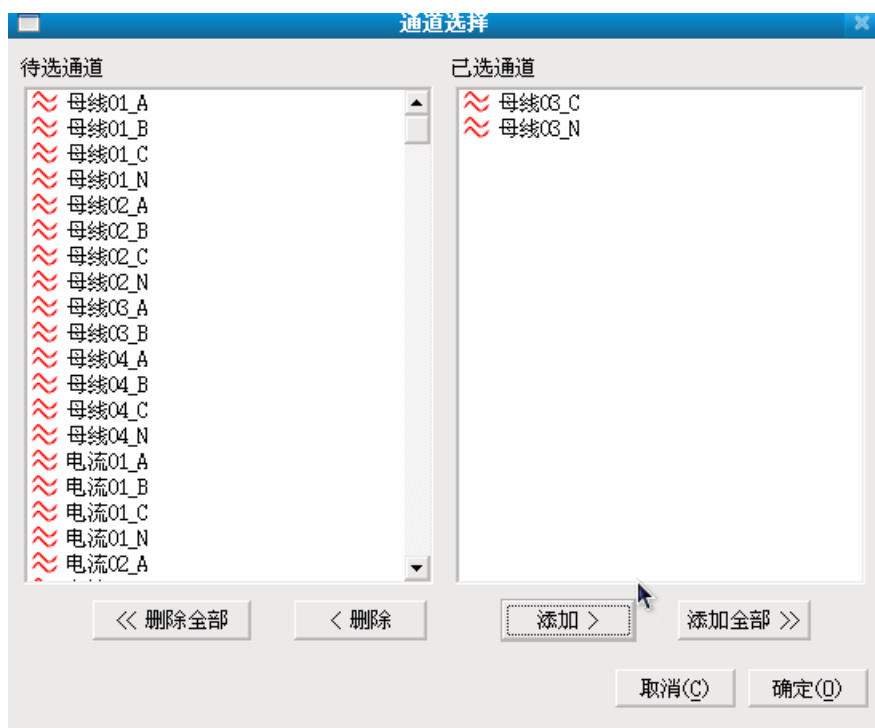 通道选择
待选通道
母线01_A
母线01_B
母线01_C
母线01_N
母线02_A
母线02_B
母线02_C
母线02_N
母线03_A
母线03_B
母线04_A
母线04_B
母线04_C
母线04_N
电流01_A
电流01_B
电流01_C
电流01_N
电流02_A
已选通道
母线03_C
母线03_N
<< 删除全部
< 删除
添加 >
添加全部 >>
取消(C)
确定(O)